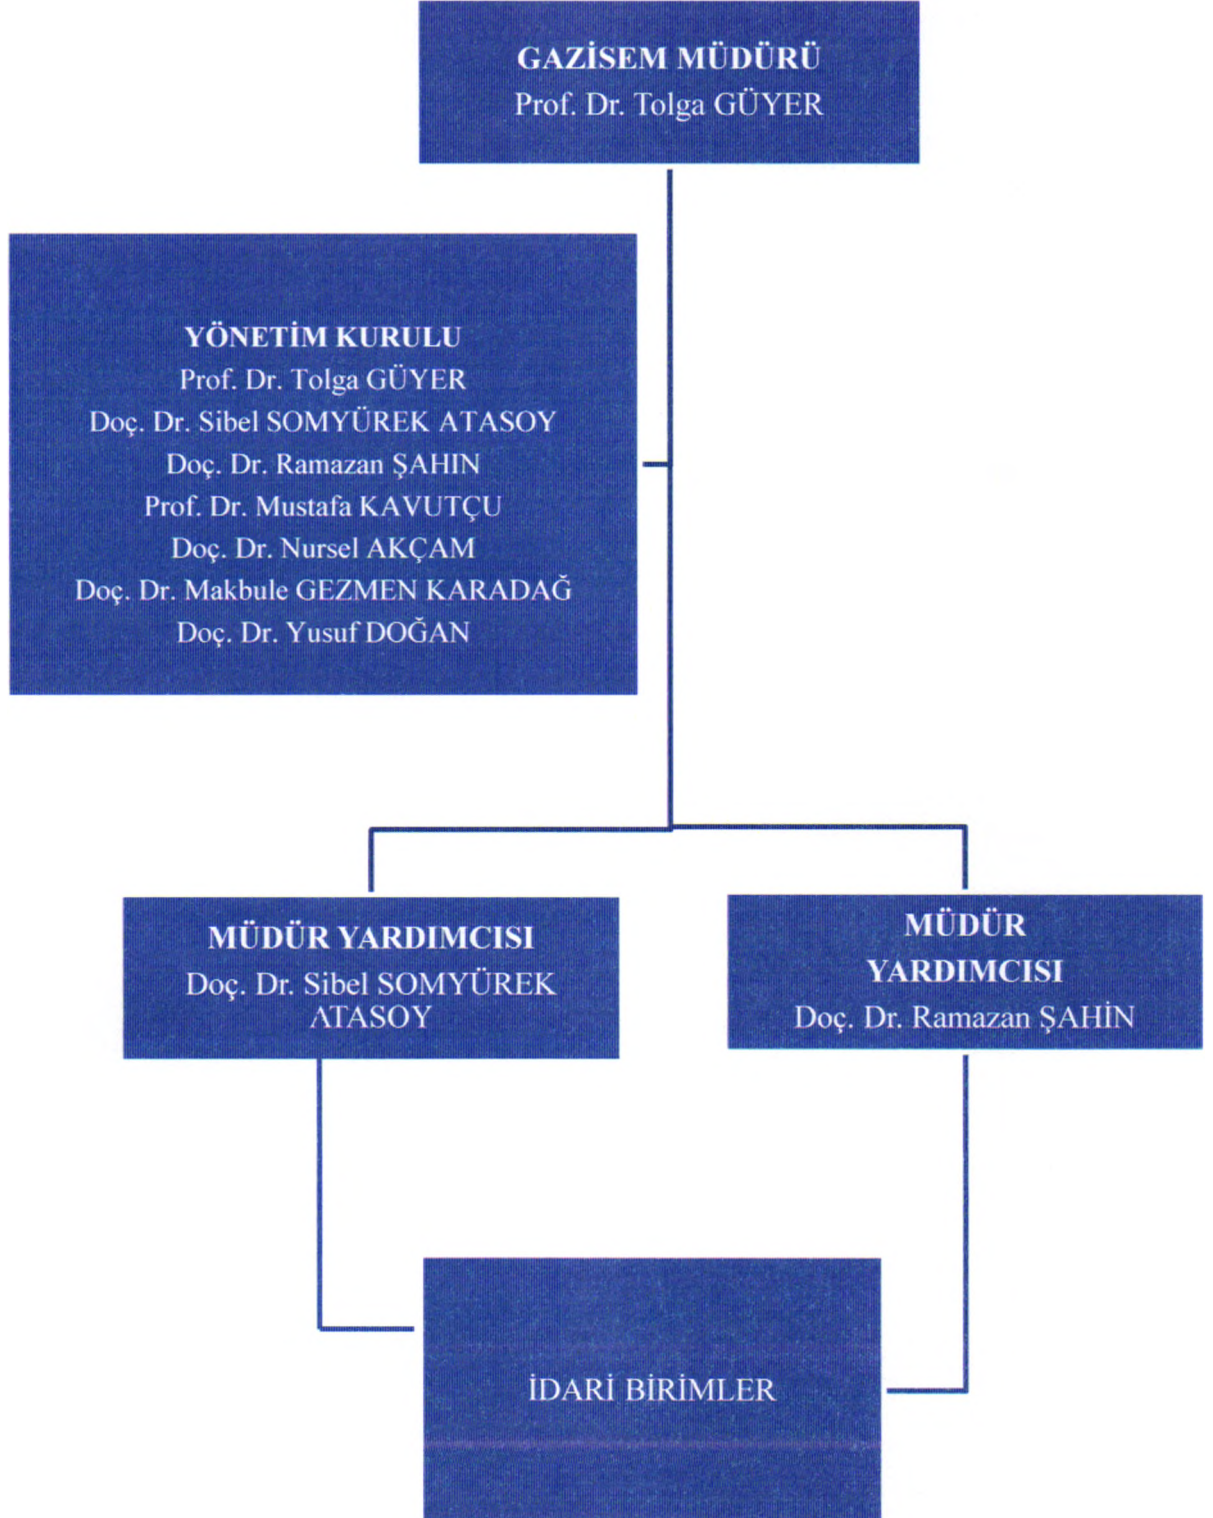 GAZİSEM MÜDÜRÜ
Prof. Dr. Tolga GÜYER
YÖNETİM KURULU
Prof. Dr. Tolga GÜYER
Doç. Dr. Sibel SOMYÜREK ATASOY
Doç. Dr. Ramazan ŞAHIN
Prof. Dr. Mustafa KAVUTÇU
Doç. Dr. Nursel AKÇAM
Doç. Dr. Makbule GEZMEN KARADAĞ
Doç. Dr. Yusuf DOĞAN
MÜDÜR YARDIMCISI
Doç. Dr. Sibel SOMYÜREK
ATASOY
MÜDÜR
YARDIMCISI
Doç. Dr. Ramazan ŞAHİN
İDARİ BİRİMLER